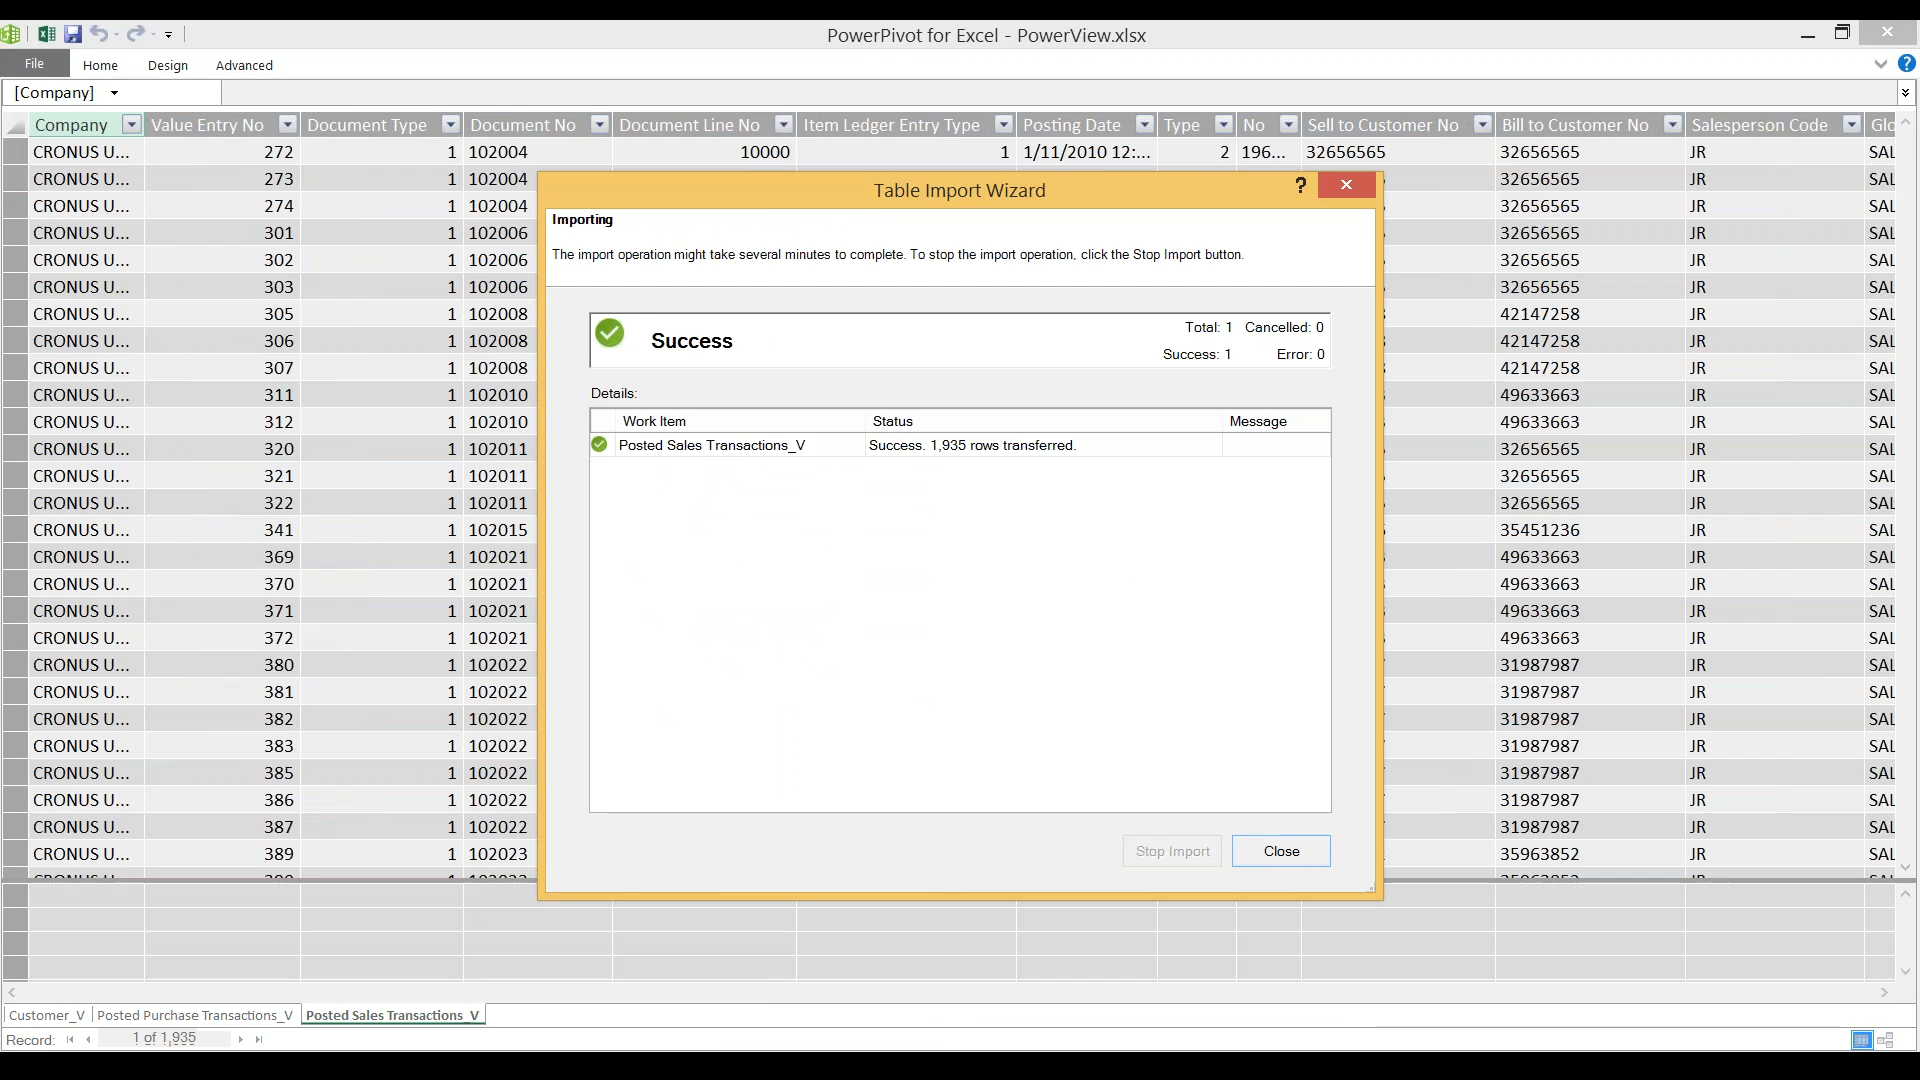 PowerPivot for Excel - PowerView.xlsx
File Home Design Advanced
[Company]
Company Value Entry No Document Type Document No Document Line No Item Ledger Entry Type Posting Date Type No Sell to Customer No Bill to Customer No Salesperson Code Glo
CRONUS U... 272 1 102004 10000 1 1/11/2010 12:... 2 196... 32656565 32656565 JR SAL
CRONUS U... 273 1 102004 32656565 JR SAL
CRONUS U... 274 1 102004 32656565 JR SAL
CRONUS U... 301 1 102006 32656565 JR SAL
CRONUS U... 302 1 102006 32656565 JR SAL
CRONUS U... 303 1 102006 32656565 JR SAL
CRONUS U... 305 1 102008 42147258 JR SAL
CRONUS U... 306 1 102008 42147258 JR SAL
CRONUS U... 307 1 102008 42147258 JR SAL
CRONUS U... 311 1 102010 49633663 JR SAL
CRONUS U... 312 1 102010 49633663 JR SAL
CRONUS U... 320 1 102011 32656565 JR SAL
CRONUS U... 321 1 102011 32656565 JR SAL
CRONUS U... 322 1 102011 32656565 JR SAL
CRONUS U... 341 1 102015 35451236 JR SAL
CRONUS U... 369 1 102021 49633663 JR SAL
CRONUS U... 370 1 102021 49633663 JR SAL
CRONUS U... 371 1 102021 49633663 JR SAL
CRONUS U... 372 1 102021 49633663 JR SAL
CRONUS U... 380 1 102022 31987987 JR SAL
CRONUS U... 381 1 102022 31987987 JR SAL
CRONUS U... 382 1 102022 31987987 JR SAL
CRONUS U... 383 1 102022 31987987 JR SAL
CRONUS U... 385 1 102022 31987987 JR SAL
CRONUS U... 386 1 102022 31987987 JR SAL
CRONUS U... 387 1 102022 31987987 JR SAL
CRONUS U... 389 1 102023 35963852 JR SAL
Table Import Wizard
Importing
The import operation might take several minutes to complete. To stop the import operation, click the Stop Import button.
Success
Total: 1 Cancelled: 0
Success: 1 Error: 0
Details:
Work Item Status Message
Posted Sales Transactions_V Success. 1,935 rows transferred.
Stop Import Close
Customer_V Posted Purchase Transactions_V Posted Sales Transactions_V
Record: 1 of 1,935